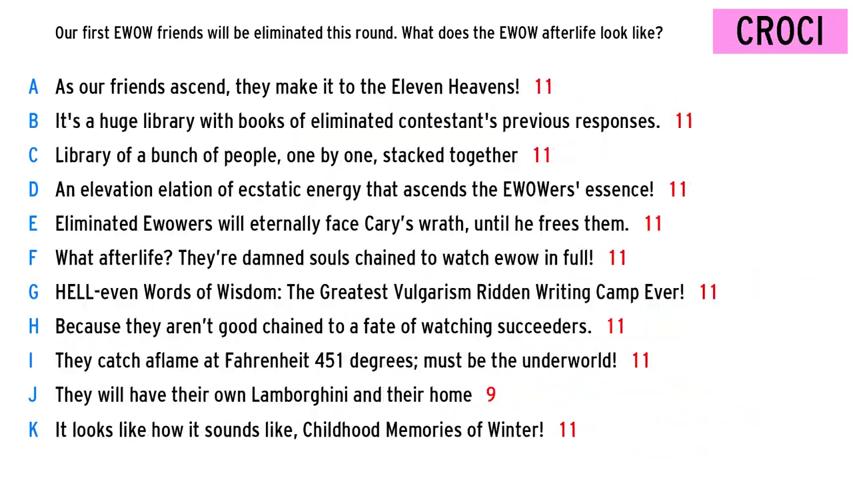 Our first EWOW friends will be eliminated this round. What does the EWOW afterlife look like?
CROCI
A As our friends ascend, they make it to the Eleven Heavens! 11
B It's a huge library with books of eliminated contestant's previous responses. 11
C Library of a bunch of people, one by one, stacked together 11
D An elevation elation of ecstatic energy that ascends the EWOWers' essence! 11
E Eliminated Ewowers will eternally face Cary’s wrath, until he frees them. 11
F What afterlife? They’re damned souls chained to watch ewow in full! 11
G HELL-even Words of Wisdom: The Greatest Vulgarism Ridden Writing Camp Ever! 11
H Because they aren’t good chained to a fate of watching succeeders. 11
I They catch aflame at Fahrenheit 451 degrees; must be the underworld! 11
J They will have their own Lamborghini and their home 9
K It looks like how it sounds like, Childhood Memories of Winter! 11